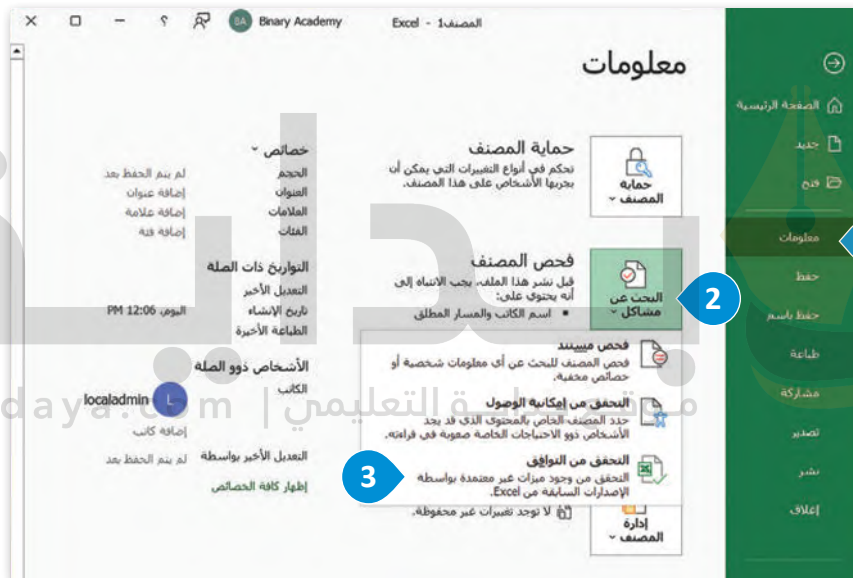 المصنف1 - Excel
Binary Academy
BA
؟
الصفحة الرئيسية
جديد
فتح
معلومات
حفظ
حفظ باسم
طباعة
مشاركة
تصدير
نشر
إغلاق
معلومات
حماية المصنف
تحكم في أنواع التغييرات التي يمكن أن
يجريها الأشخاص على هذا المصنف.
حماية
المصنف
فحص المصنف
قبل نشر هذا الملف، يجب الانتباه إلى
أنه يحتوي على:
▪ اسم الكاتب والمسار المطلق
البحث عن
مشاكل
2
فحص مستند
فحص المصنف للبحث عن أي معلومات شخصية أو
خصائص مخفية.
التحقق من إمكانية الوصول
حدد المصنف الخاص بالمحتوى الذي قد يجد
الأشخاص ذوو الاحتياجات الخاصة صعوبة في قراءته.
التحقق من التوافق
التحقق من وجود ميزات غير معتمدة بواسطة
الإصدارات السابقة من Excel.
3
إدارة
المصنف
لا توجد تغييرات غير محفوظة.
خصائص
الحجم لم يتم الحفظ بعد
العنوان إضافة عنوان
العلامات إضافة علامة
الفئات إضافة فئة
التواريخ ذات الصلة
التعديل الأخير
تاريخ الإنشاء اليوم، 12:06 PM
الطباعة الأخيرة
الأشخاص ذوو الصلة
الكاتب
L localadmin
إضافة كاتب
التعديل الأخير بواسطة لم يتم الحفظ بعد
إظهار كافة الخصائص